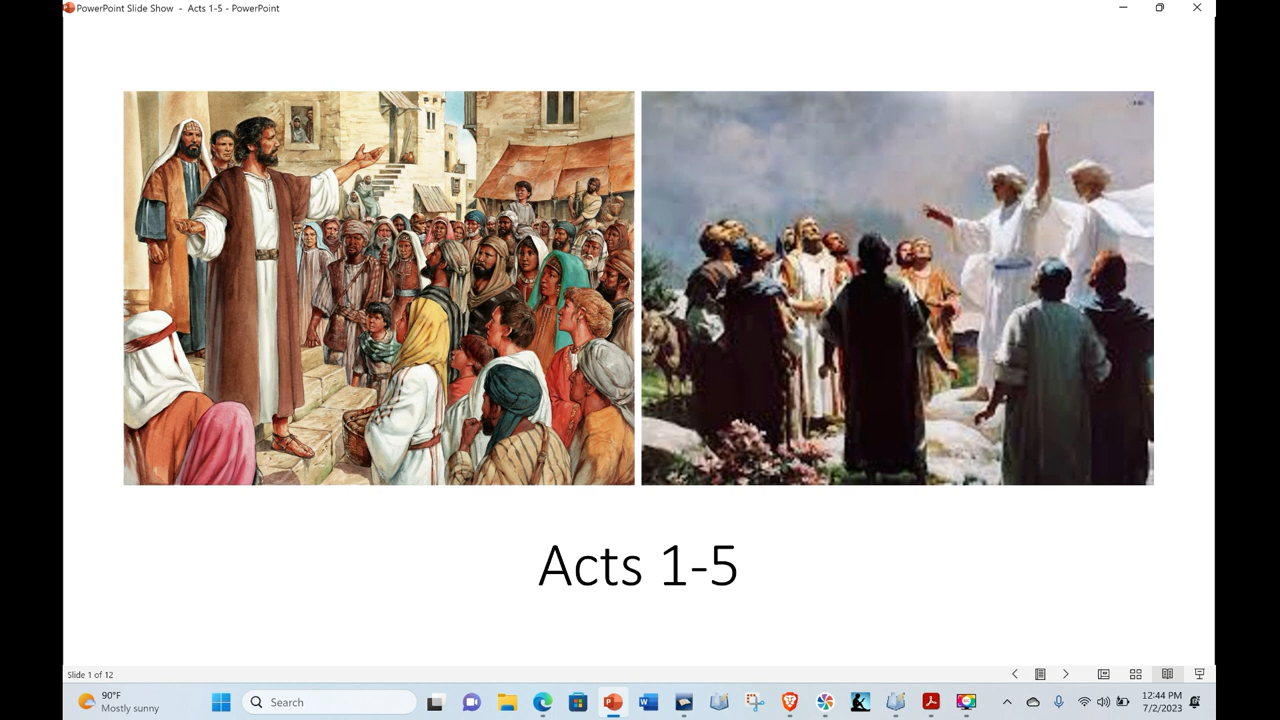 PowerPoint Slide Show - Acts 1-5 - PowerPoint
Acts 1-5
Slide 1 of 12
90°F
Mostly sunny
Search
12:44 PM
7/2/2023